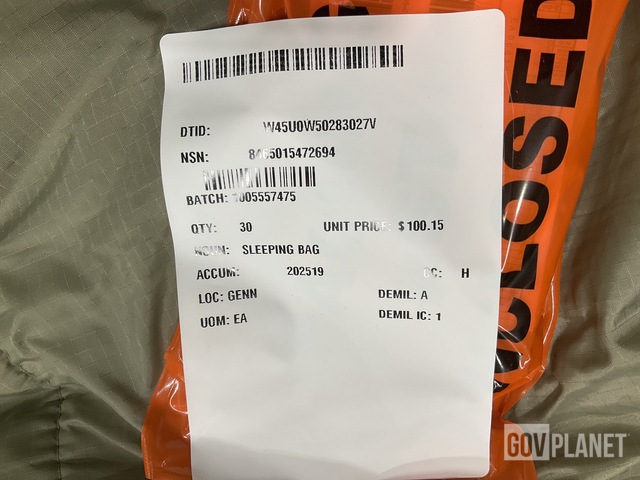 DTID: W45U0W50283027V
NSN: 8465015472694
BATCH: 1005557475
QTY: 30 UNIT PRICE: $ 100.15
NOUN: SLEEPING BAG
ACCUM: 202519 CC: H
LOC: GENN DEMIL: A
UOM: EA DEMIL IC: 1
NCLOSED
GOVPLANET